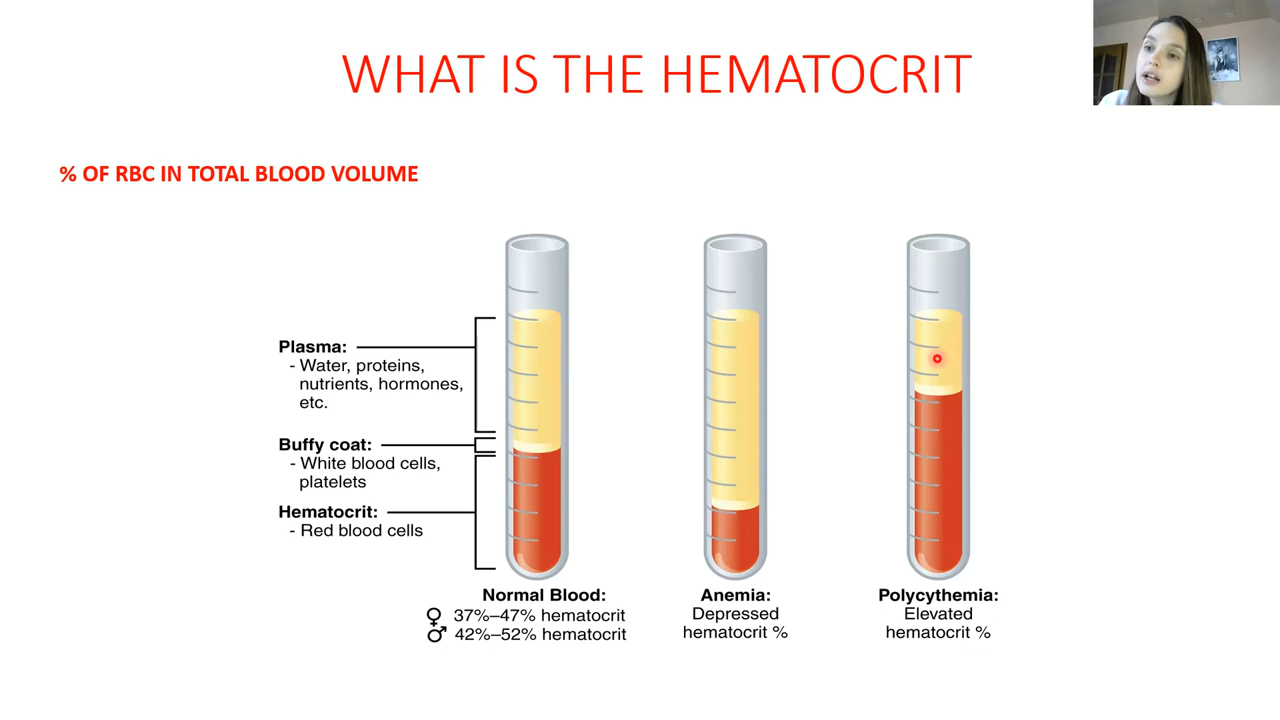 WHAT IS THE HEMATOCRIT
% OF RBC IN TOTAL BLOOD VOLUME
Plasma:
- Water, proteins,
nutrients, hormones,
etc.
Buffy coat:
- White blood cells,
platelets
Hematocrit:
- Red blood cells
Normal Blood:
♀ 37%–47% hematocrit
♂ 42%–52% hematocrit
Anemia:
Depressed
hematocrit %
Polycythemia:
Elevated
hematocrit %